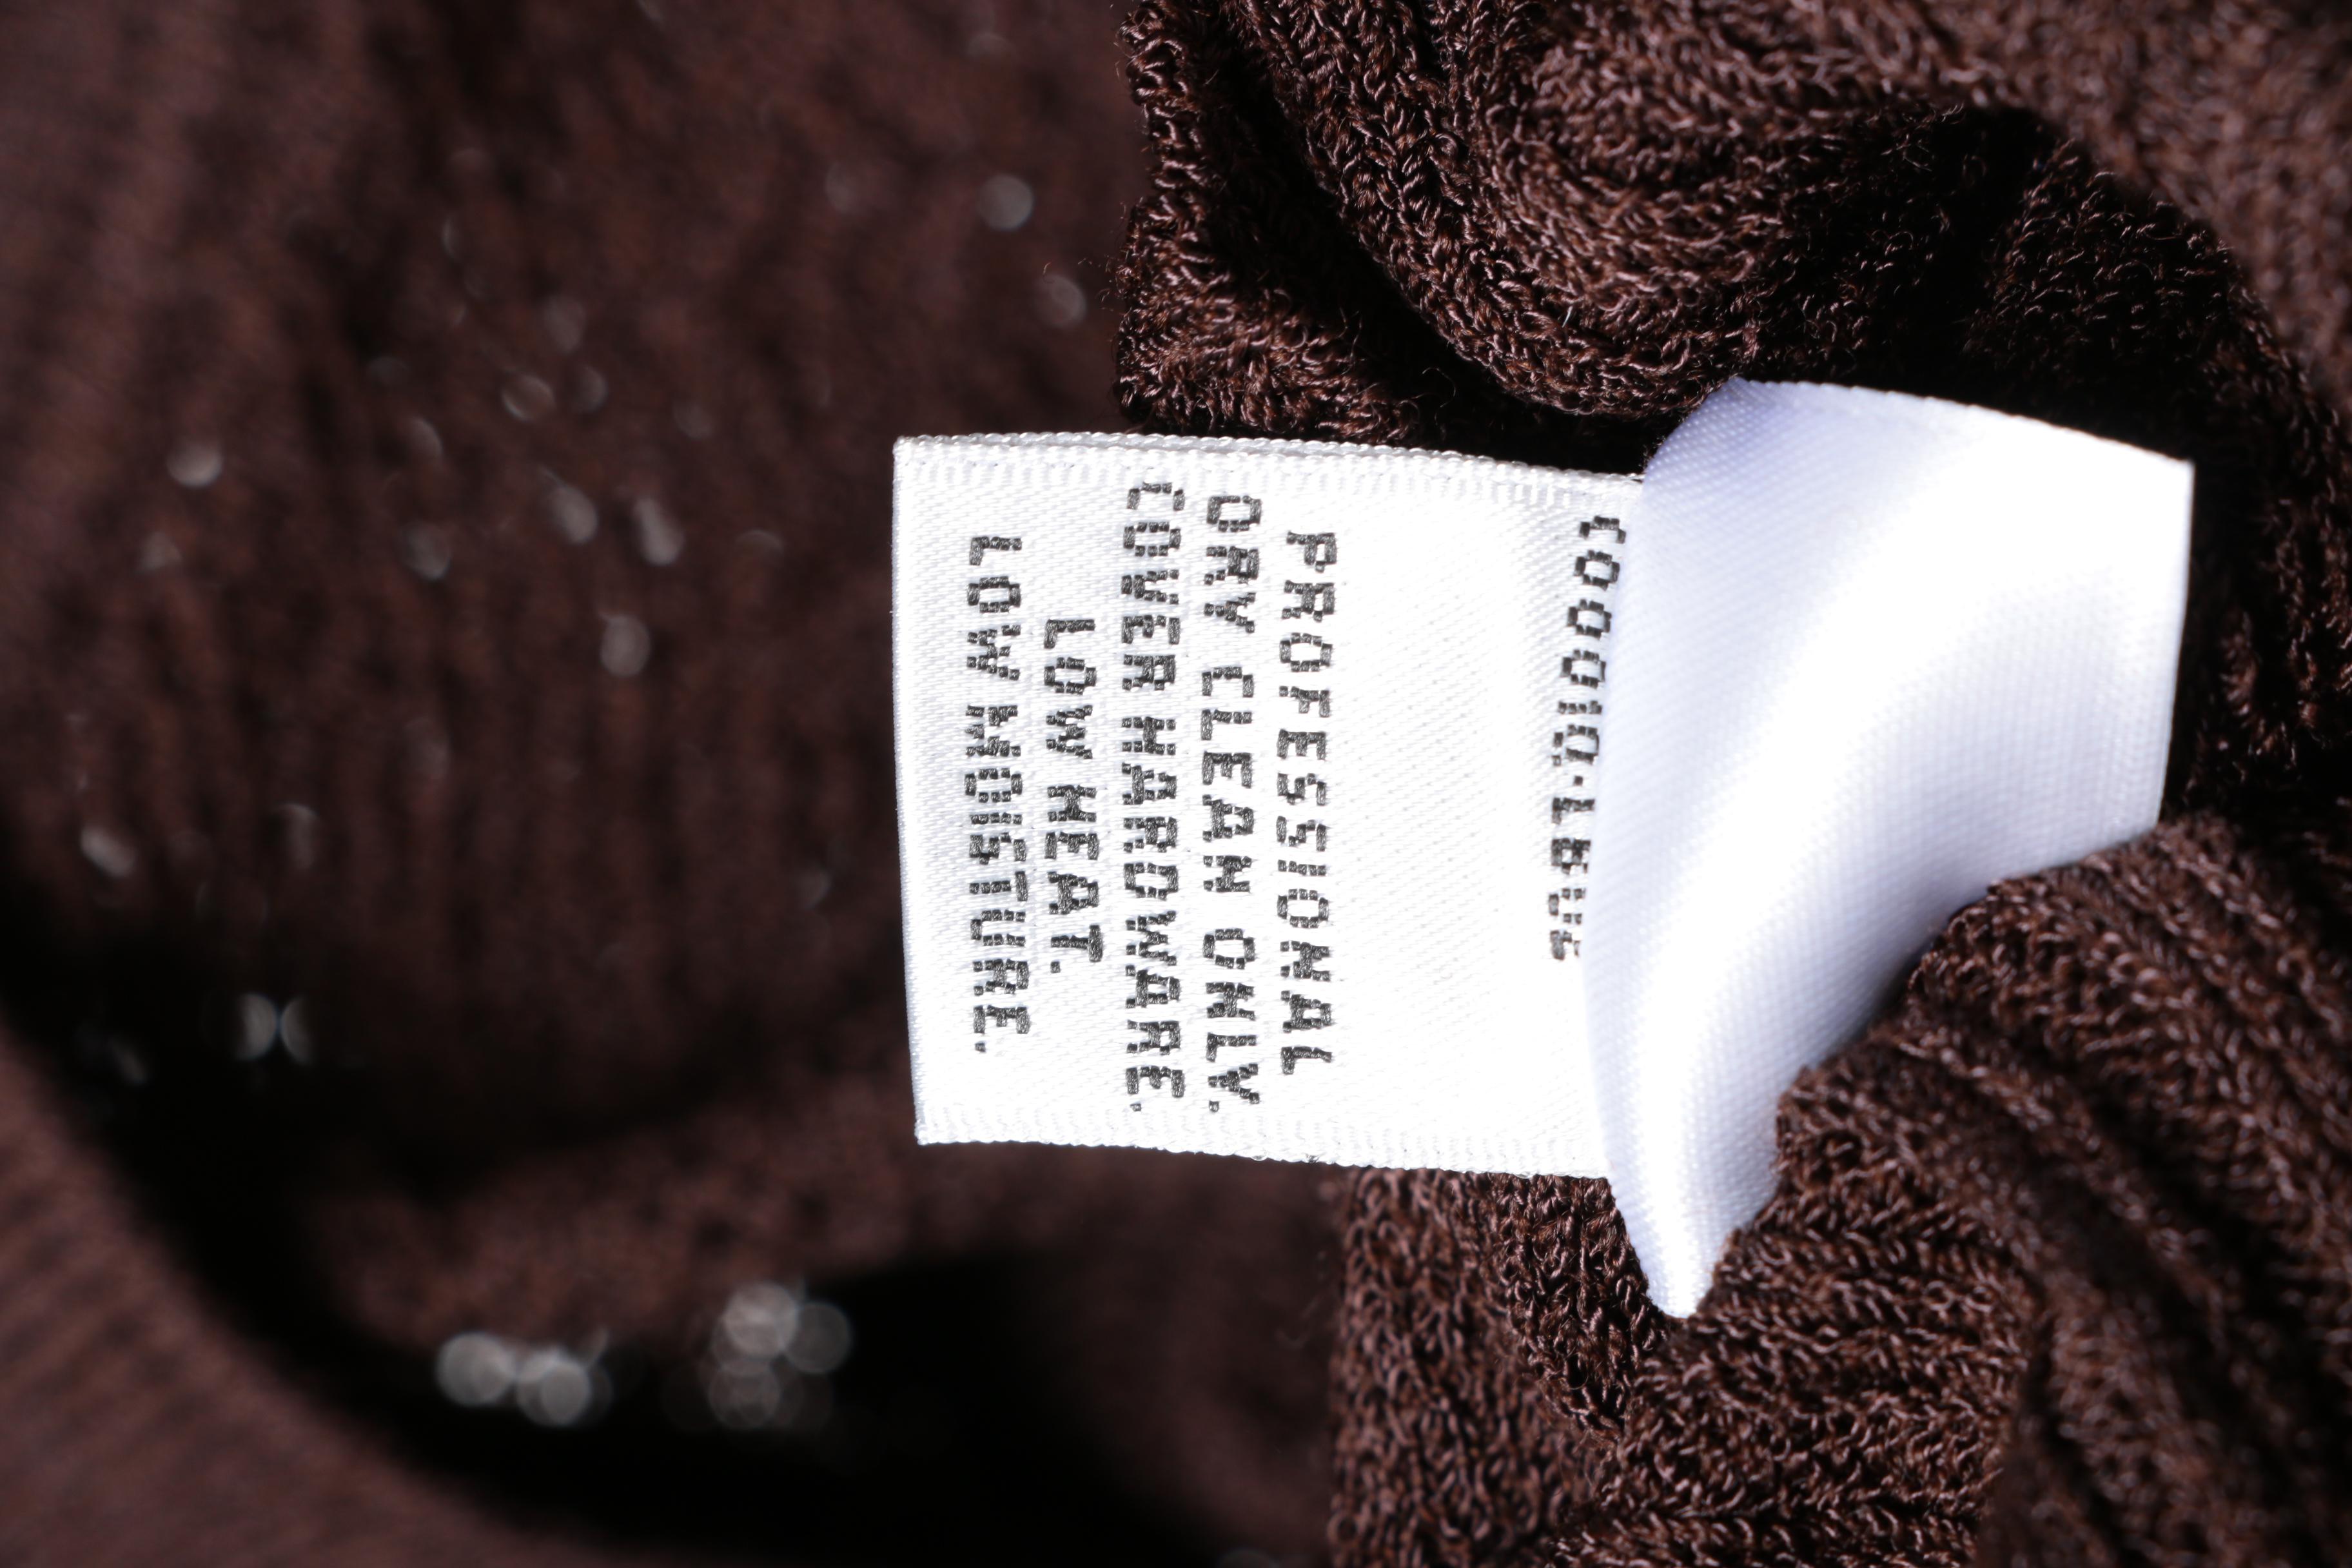 PROFESSIONAL
DRY CLEAN ONLY.
COVER HARDWARE.
LOW HEAT.
LOW MOISTURE.